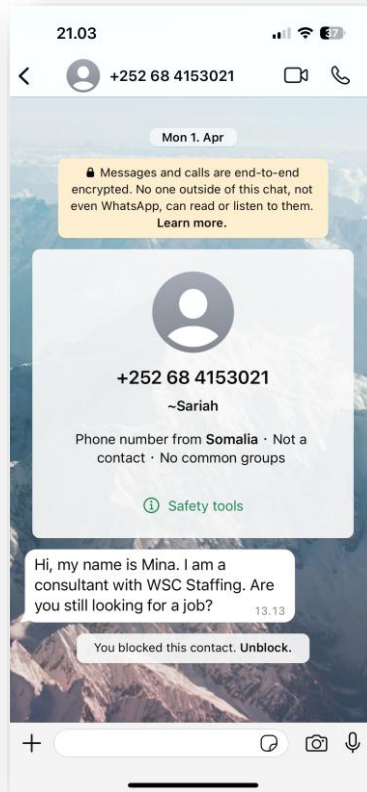 21.03
37
+252 68 4153021
Mon 1. Apr
Messages and calls are end-to-end
encrypted. No one outside of this chat, not
even WhatsApp, can read or listen to them.
Learn more.
+252 68 4153021
~Sariah
Phone number from Somalia · Not a
contact · No common groups
Safety tools
Hi, my name is Mina. I am a
consultant with WSC Staffing. Are
you still looking for a job?
13.13
You blocked this contact. Unblock.